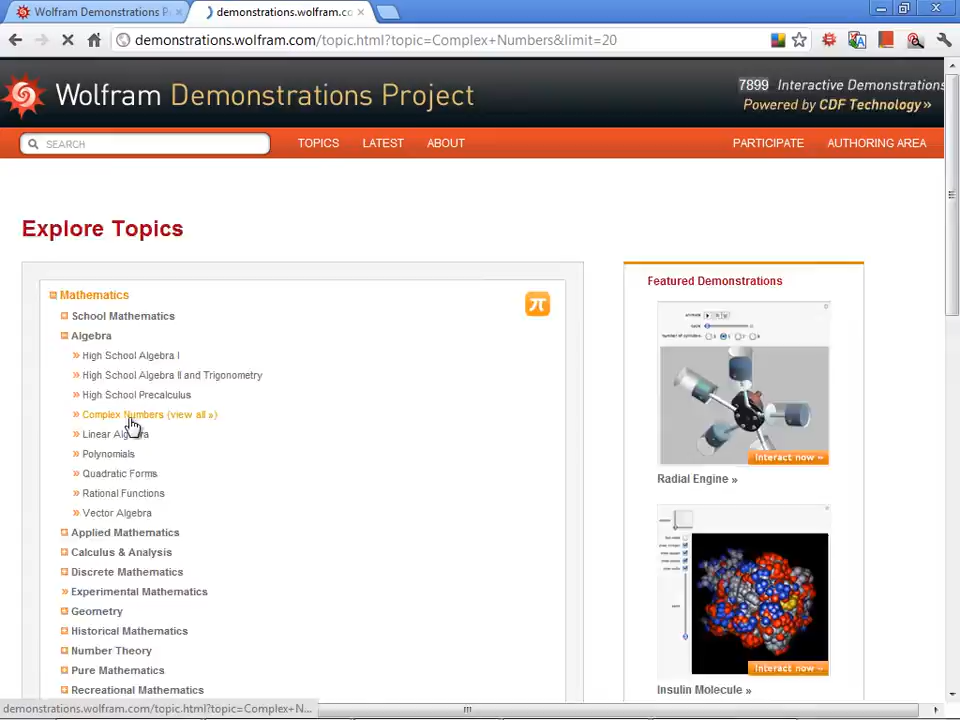 Wolfram Demonstrations P
demonstrations.wolfram.co
demonstrations.wolfram.com/topic.html?topic=Complex+Numbers&limit=20
Wolfram Demonstrations Project
7899 Interactive Demonstrations
Powered by CDF Technology »
SEARCH
TOPICS
LATEST
ABOUT
PARTICIPATE
AUTHORING AREA
Explore Topics
Mathematics
School Mathematics
Algebra
High School Algebra I
High School Algebra II and Trigonometry
High School Precalculus
Complex Numbers (view all »)
Linear Algebra
Polynomials
Quadratic Forms
Rational Functions
Vector Algebra
Applied Mathematics
Calculus & Analysis
Discrete Mathematics
Experimental Mathematics
Geometry
Historical Mathematics
Number Theory
Pure Mathematics
Recreational Mathematics
Featured Demonstrations
Interact now »
Radial Engine »
Interact now »
Insulin Molecule »
demonstrations.wolfram.com/topic.html?topic=Complex+N...